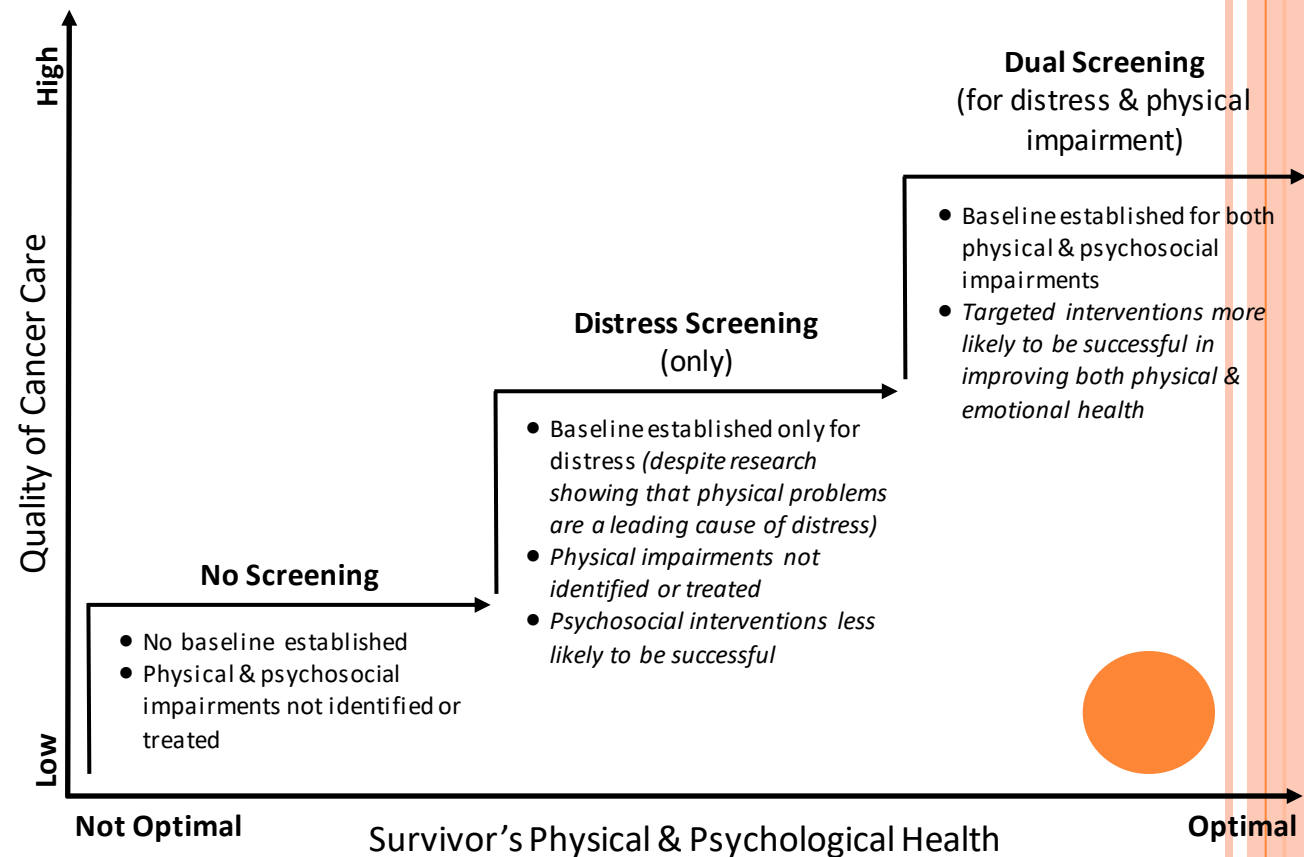 High
Quality of Cancer Care
Low
No Screening
● No baseline established
● Physical & psychosocial
impairments not identified or
treated
Distress Screening
(only)
● Baseline established only for
distress (despite research
showing that physical problems
are a leading cause of distress)
● Physical impairments not
identified or treated
● Psychosocial interventions less
likely to be successful
Dual Screening
(for distress & physical
impairment)
● Baseline established for both
physical & psychosocial
impairments
● Targeted interventions more
likely to be successful in
improving both physical &
emotional health
Not Optimal
Survivor's Physical & Psychological Health
Optimal